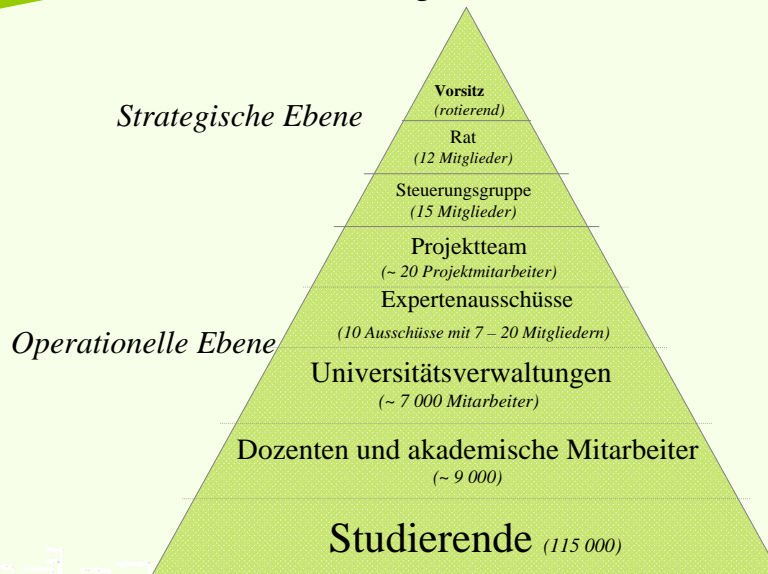 Vorsitz
(rotierend)
Strategische Ebene
Rat
(12 Mitglieder)
Steuerungsgruppe
(15 Mitglieder)
Projektteam
(~ 20 Projektmitarbeiter)
Expertenausschüsse
(10 Ausschüsse mit 7 – 20 Mitgliedern)
Operationelle Ebene
Universitätsverwaltungen
(~ 7 000 Mitarbeiter)
Dozenten und akademische Mitarbeiter
(~ 9 000)
Studierende (115 000)